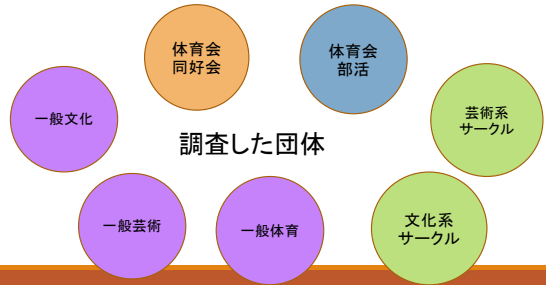 体育会
同好会
体育会
部活
一般文化
芸術系
サークル
調査した団体
一般芸術
一般体育
文化系
サークル